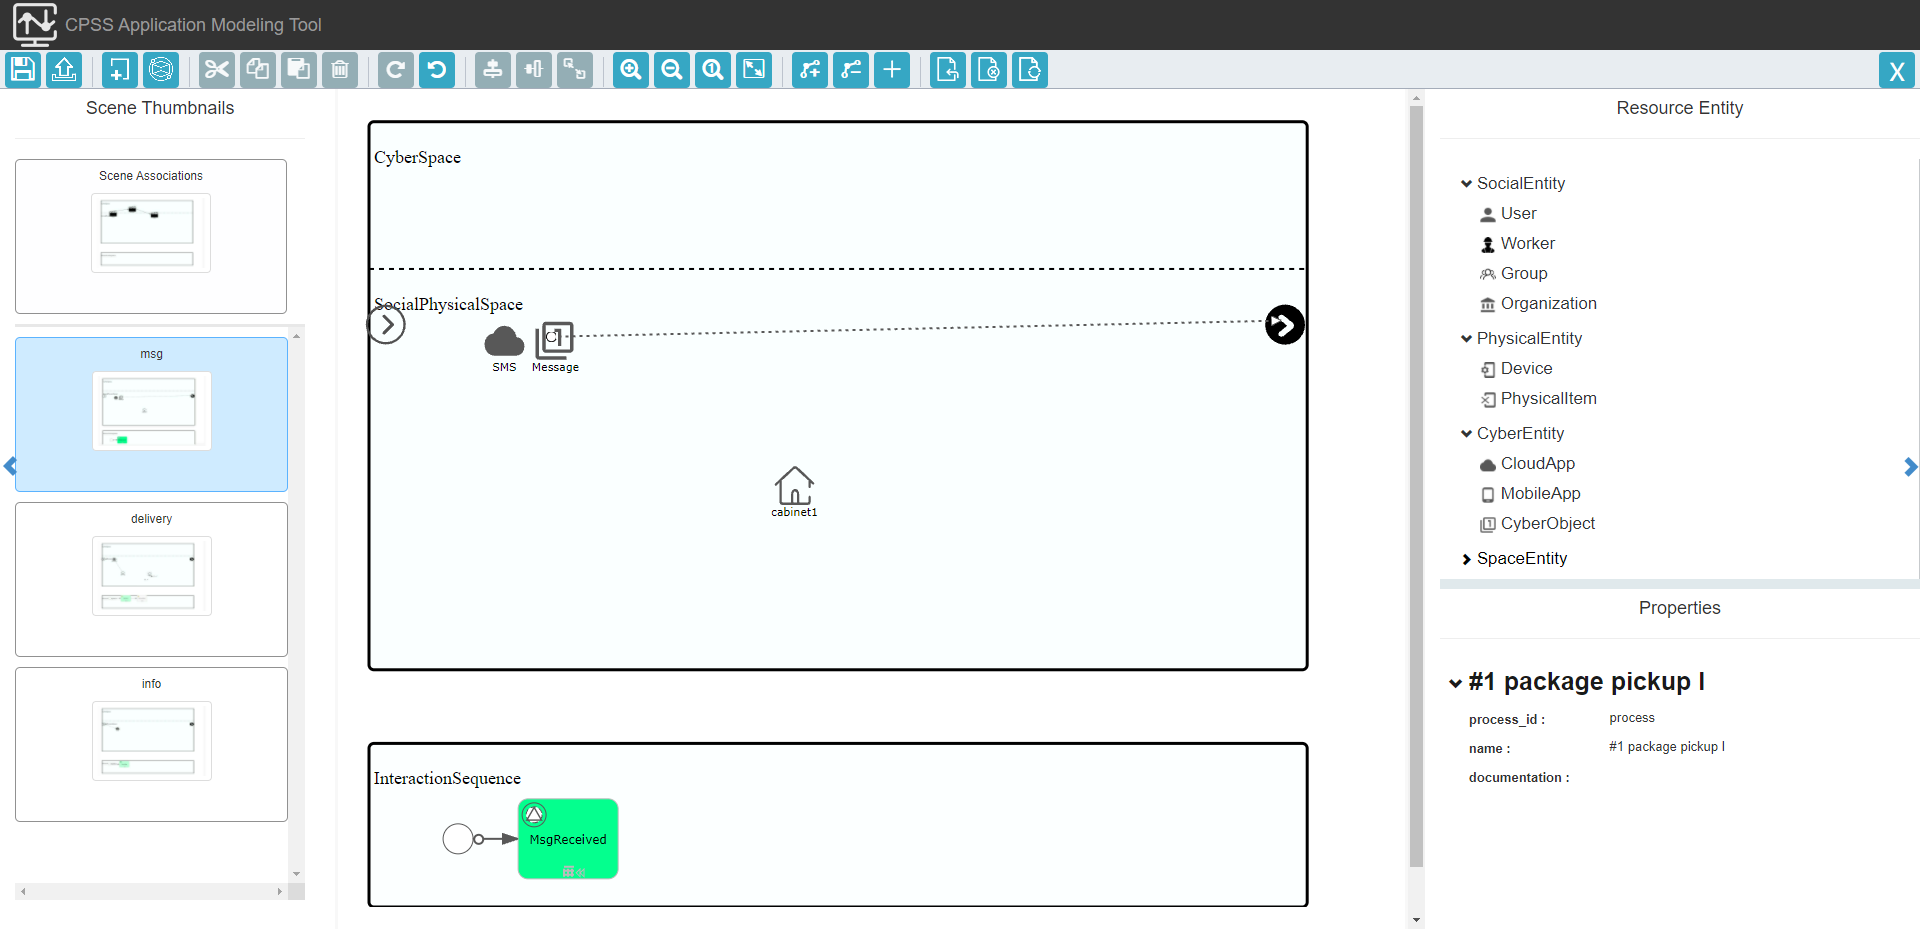 CPSS Application Modeling Tool
X
Scene Thumbnails
Scene Associations
msg
delivery
info
CyberSpace
SocialPhysicalSpace
SMS
Message
cabinet1
InteractionSequence
MsgReceived
Resource Entity
SocialEntity
User
Worker
Group
Organization
PhysicalEntity
Device
PhysicalItem
CyberEntity
CloudApp
MobileApp
CyberObject
SpaceEntity
Properties
#1 package pickup I
process_id : process
name : #1 package pickup I
documentation :